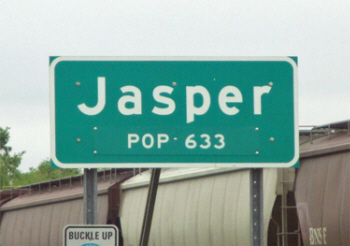 Jasper
POP 633
BUCKLE UP
BNSF